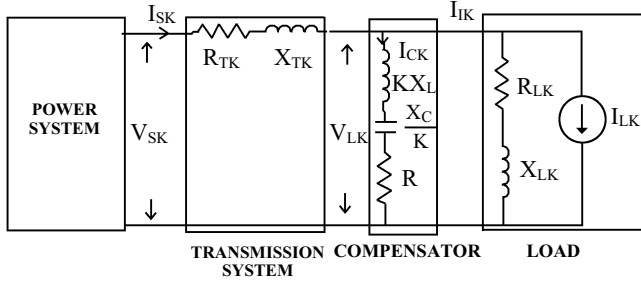 I_SK
I_IK
R_TK
X_TK
I_CK
KX_L
R_LK
POWER
SYSTEM
V_SK
V_LK
X_C
K
I_LK
R
X_LK
TRANSMISSION
SYSTEM
COMPENSATOR
LOAD